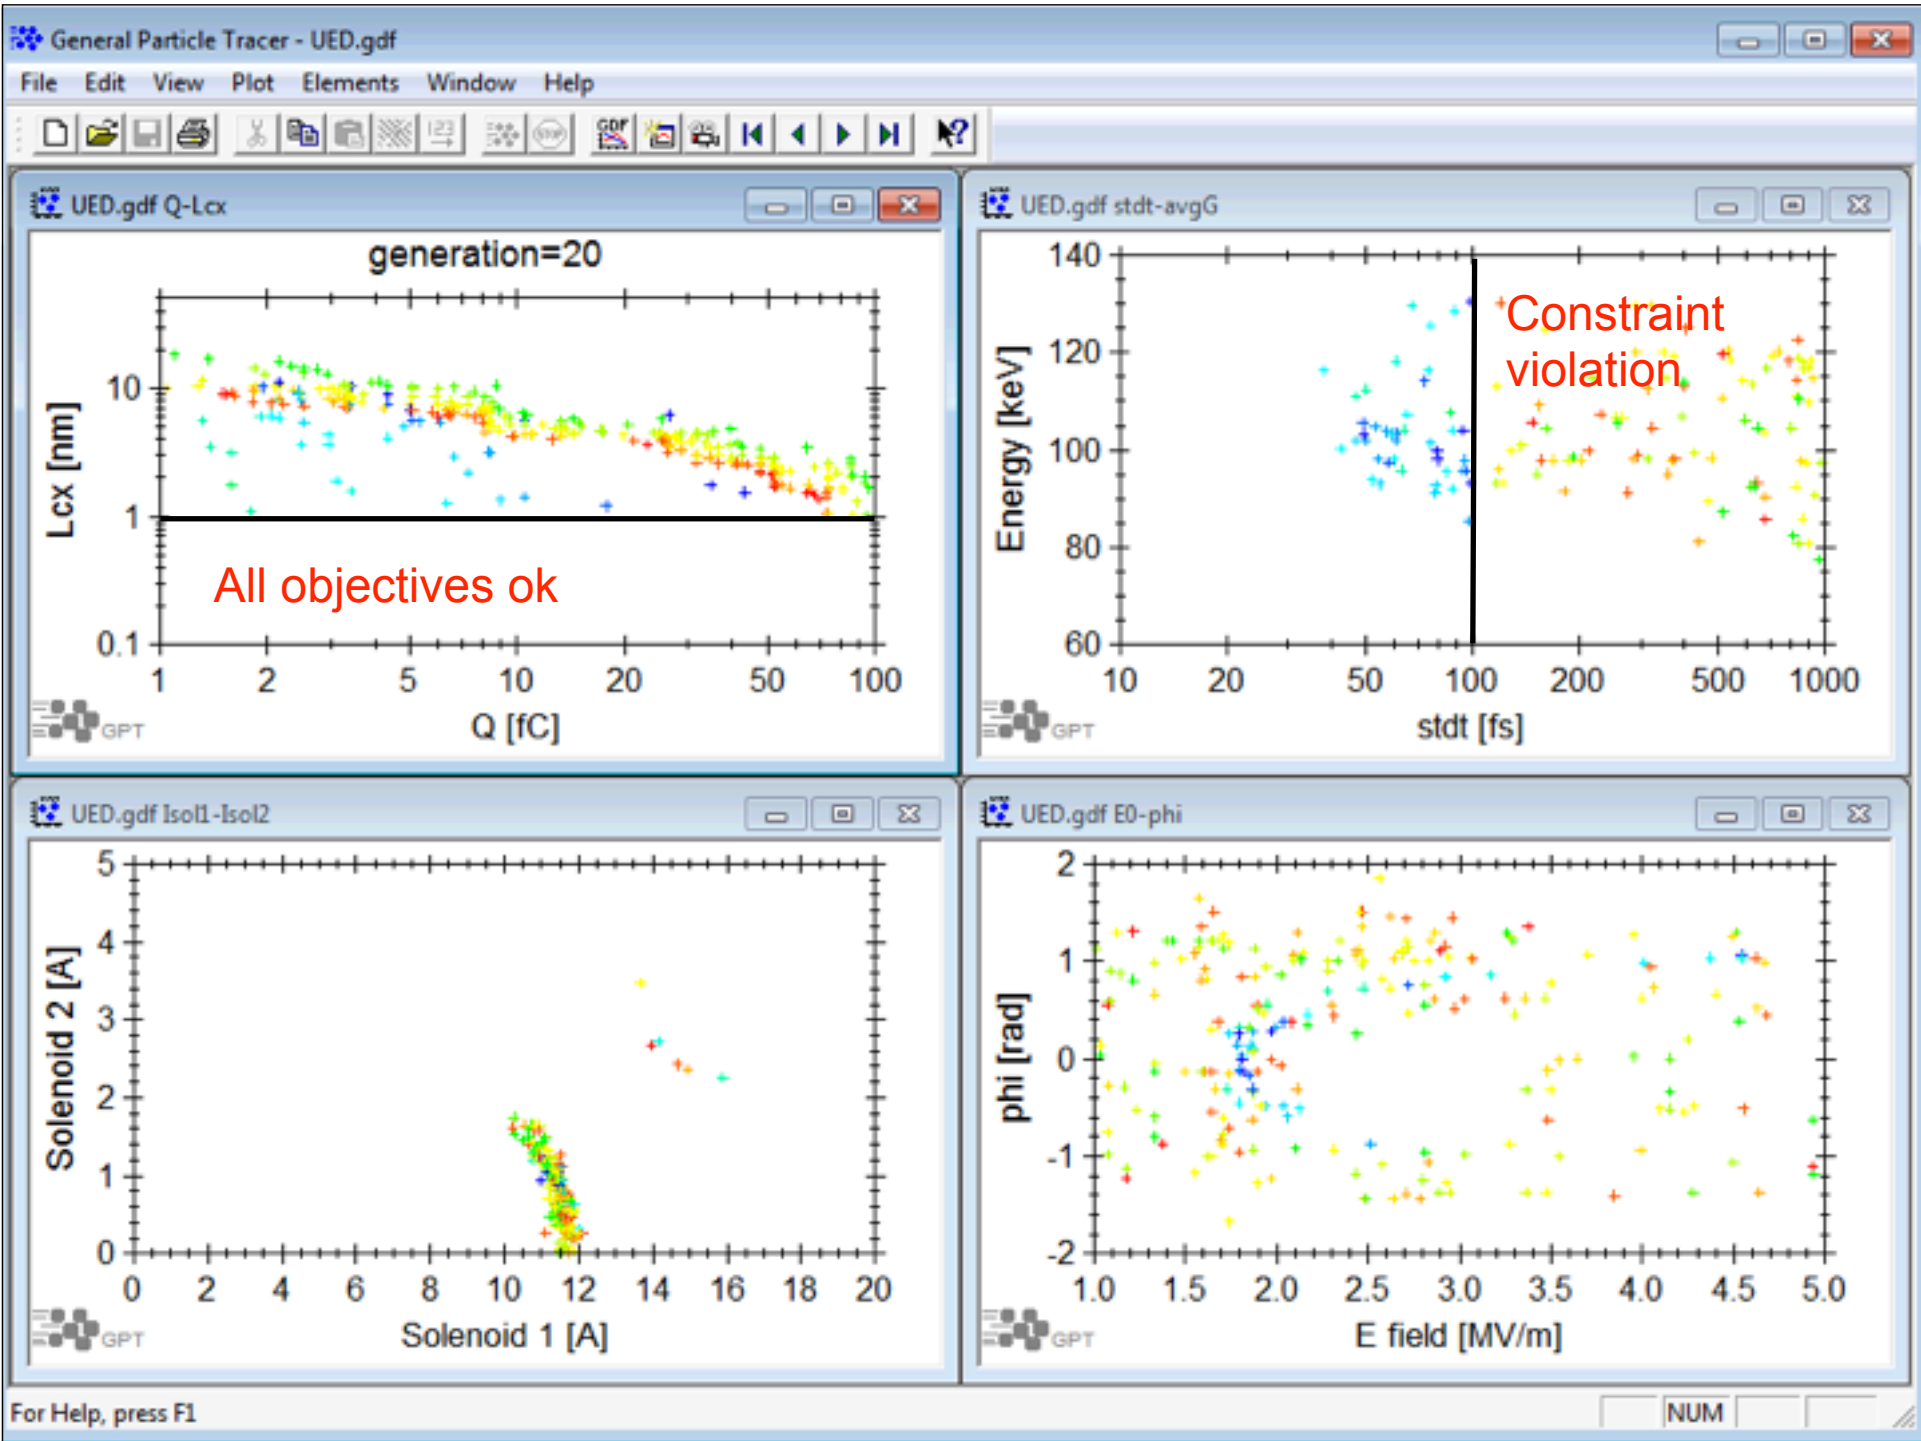 General Particle Tracer - UED.gdf
File Edit View Plot Elements Window Help
123 STOP GDF
UED.gdf Q-Lcx
generation=20
Lcx [nm]
10
1
0.1
1 2 5 10 20 50 100
Q [fC]
All objectives ok
GPT
UED.gdf stdt-avgG
Energy [keV]
140
120
100
80
60
10 20 50 100 200 500 1000
stdt [fs]
Constraint
violation
GPT
UED.gdf Isol1-Isol2
Solenoid 2 [A]
5
4
3
2
1
0
0 2 4 6 8 10 12 14 16 18 20
Solenoid 1 [A]
GPT
UED.gdf E0-phi
phi [rad]
2
1
0
-1
-2
1.0 1.5 2.0 2.5 3.0 3.5 4.0 4.5 5.0
E field [MV/m]
GPT
For Help, press F1
NUM